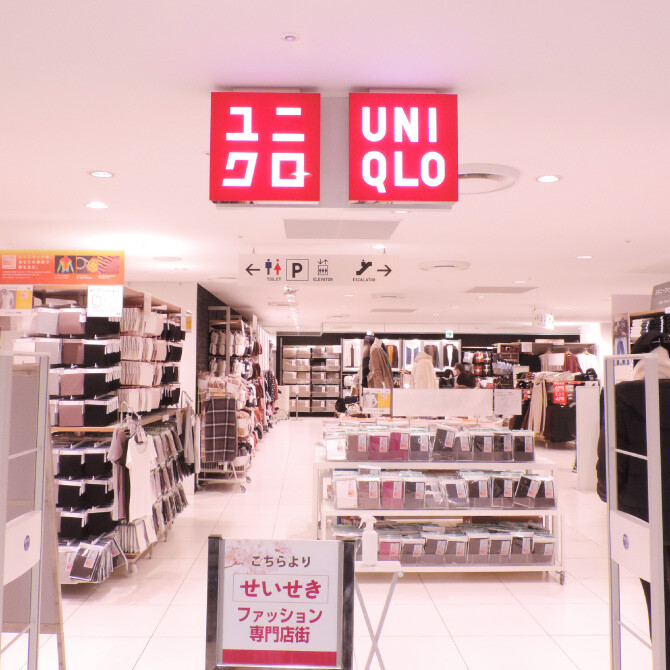 ユニ
クロ
UNI
QLO
TOILET
P
ELEVATOR
ESCALATOR
こちらより
せいせき
ファッション
専門店街